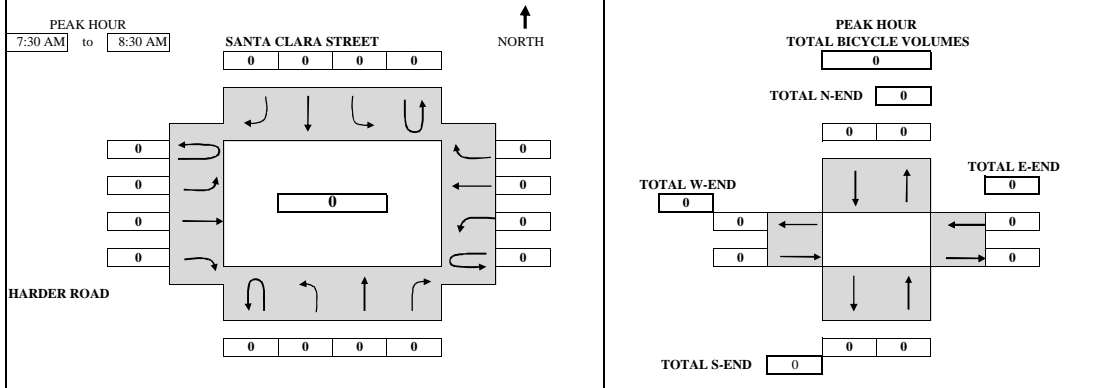 PEAK HOUR
7:30 AM to 8:30 AM
SANTA CLARA STREET
NORTH
0 0 0 0
0 0
0 0
0
0 0
0 0
HARDER ROAD
0 0 0 0
PEAK HOUR
TOTAL BICYCLE VOLUMES
0
TOTAL N-END 0
0 0
TOTAL E-END
0
TOTAL W-END
0
0 0
0 0
0 0
TOTAL S-END 0